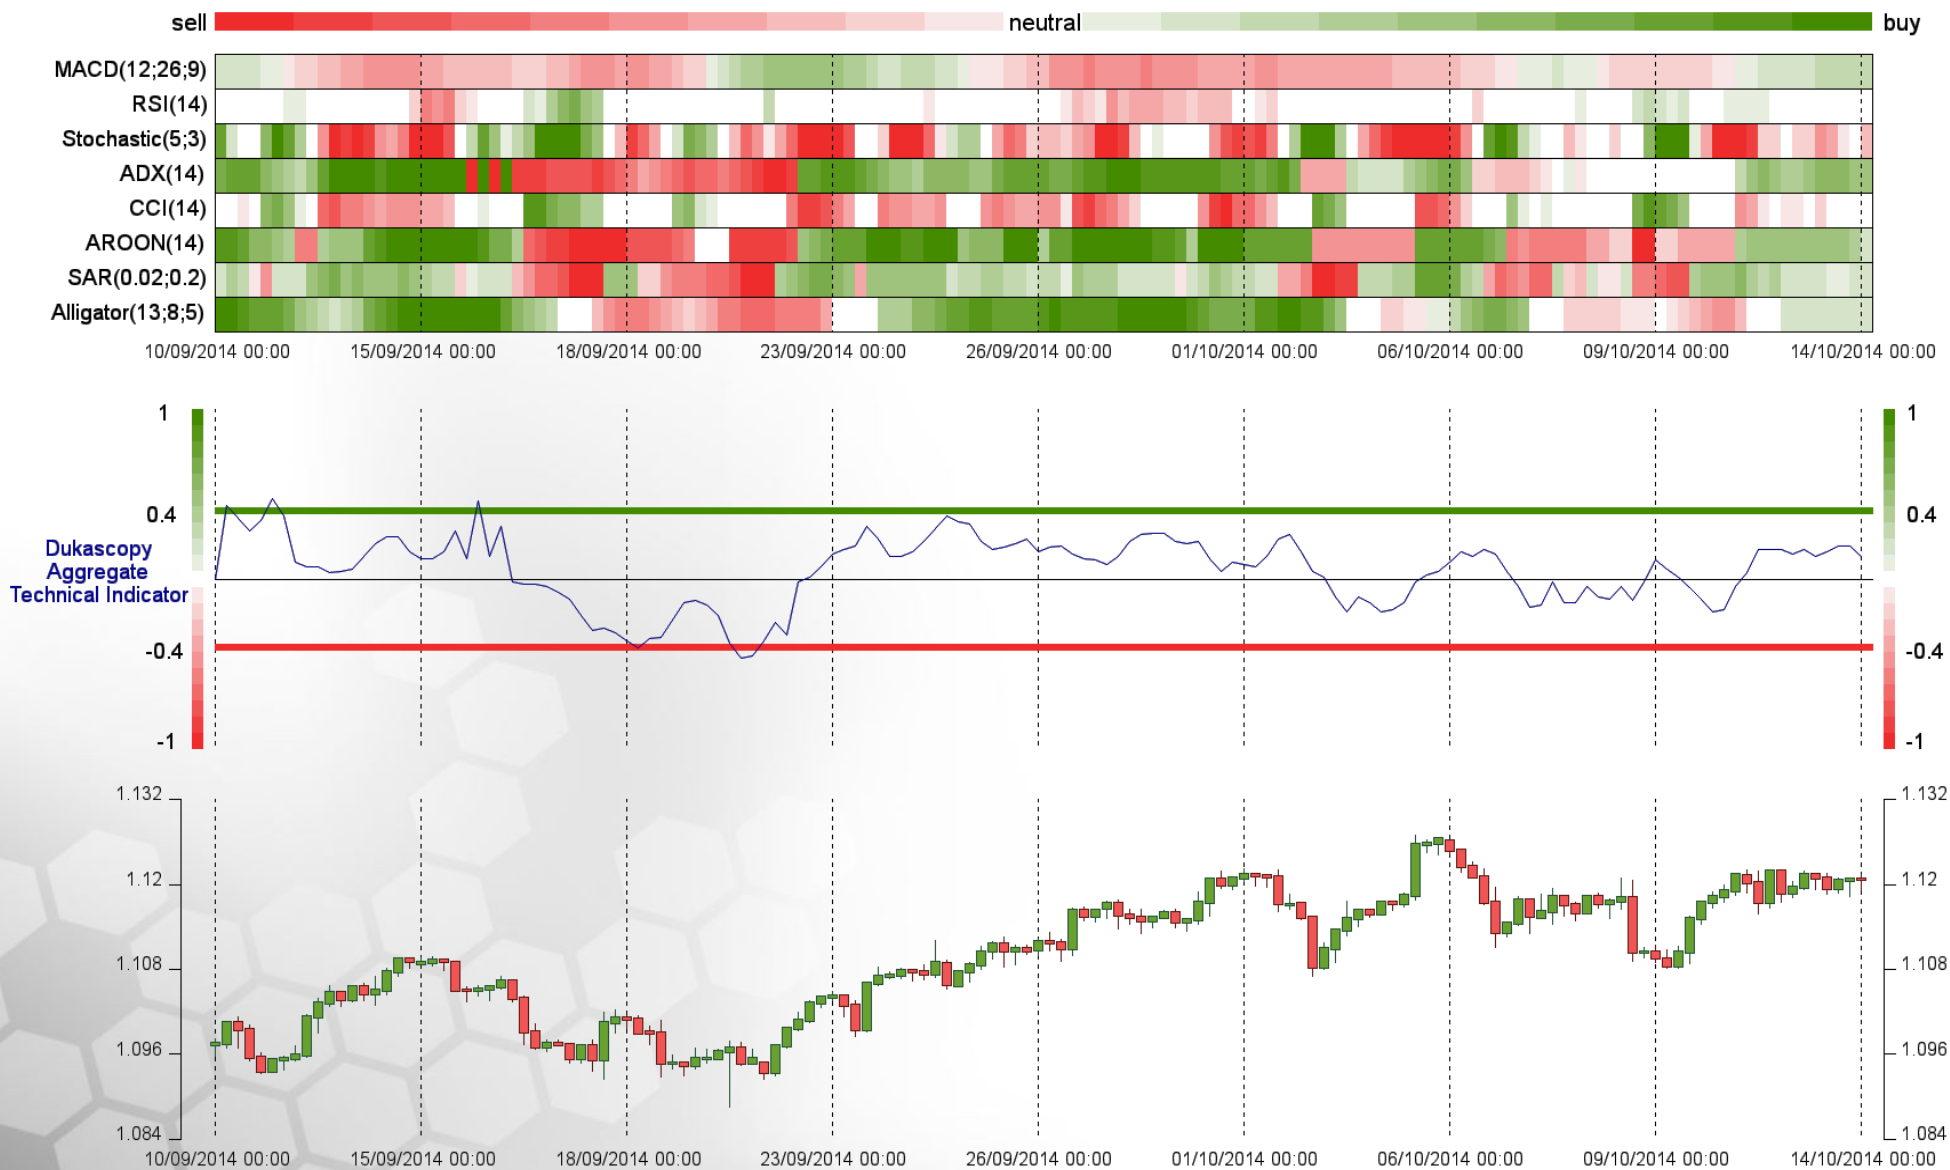 sell neutral buy
MACD(12;26;9)
RSI(14)
Stochastic(5;3)
ADX(14)
CCI(14)
AROON(14)
SAR(0.02;0.2)
Alligator(13;8;5)
10/09/2014 00:00 15/09/2014 00:00 18/09/2014 00:00 23/09/2014 00:00 26/09/2014 00:00 01/10/2014 00:00 06/10/2014 00:00 09/10/2014 00:00 14/10/2014 00:00
1 1
0.4 0.4
Dukascopy
Aggregate
Technical Indicator
-0.4 -0.4
-1 -1
1.132 1.132
1.12 1.12
1.108 1.108
1.096 1.096
1.084 1.084
10/09/2014 00:00 15/09/2014 00:00 18/09/2014 00:00 23/09/2014 00:00 26/09/2014 00:00 01/10/2014 00:00 06/10/2014 00:00 09/10/2014 00:00 14/10/2014 00:00